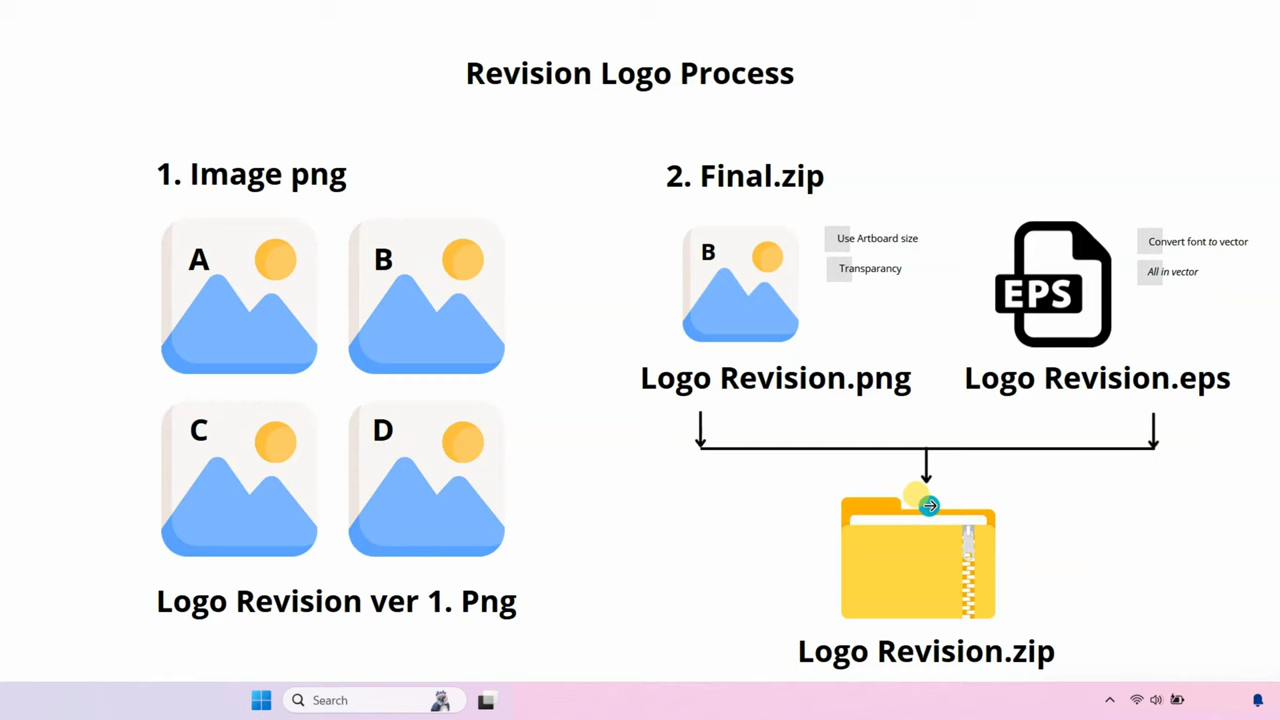 Revision Logo Process
1. Image png
A
B
C
D
Logo Revision ver 1. Png
2. Final.zip
B
Use Artboard size
Transparancy
EPS
Convert font to vector
All in vector
Logo Revision.png
Logo Revision.eps
Logo Revision.zip
Search